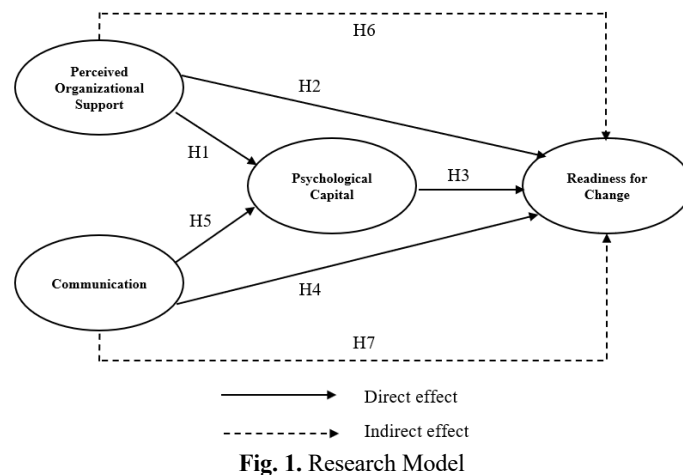 H6
Perceived
Organizational
Support
H2
H1
Psychological
Capital
H3
Readiness for
Change
H5
Communication
H4
H7
Direct effect
Indirect effect
Fig. 1. Research Model